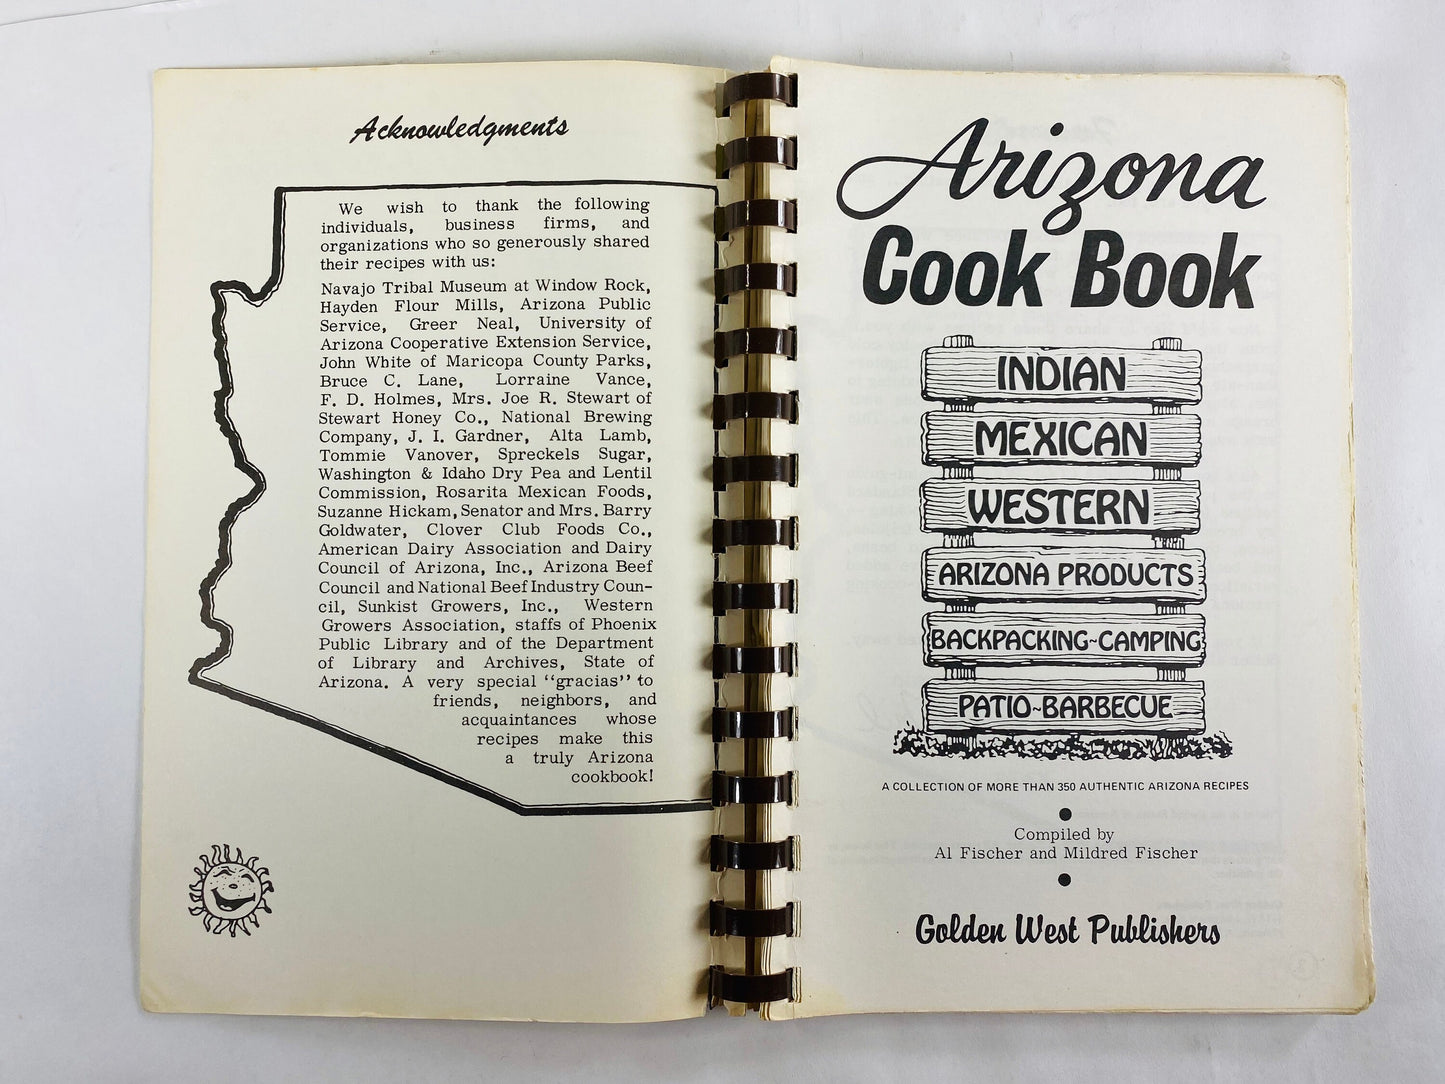 Acknowledgments
We wish to thank the following
individuals, business firms, and
organizations who so generously shared
their recipes with us:
Navajo Tribal Museum at Window Rock,
Hayden Flour Mills, Arizona Public
Service, Greer Neal, University of
Arizona Cooperative Extension Service,
John White of Maricopa County Parks,
Bruce C. Lane, Lorraine Vance,
F. D. Holmes, Mrs. Joe R. Stewart of
Stewart Honey Co., National Brewing
Company, J. I. Gardner, Alta Lamb,
Tommie Vanover, Spreckels Sugar,
Washington & Idaho Dry Pea and Lentil
Commission, Rosarita Mexican Foods,
Suzanne Hickam, Senator and Mrs. Barry
Goldwater, Clover Club Foods Co.,
American Dairy Association and Dairy
Council of Arizona, Inc., Arizona Beef
Council and National Beef Industry Coun-
cil, Sunkist Growers, Inc., Western
Growers Association, staffs of Phoenix
Public Library and of the Department
of Library and Archives, State of
Arizona. A very special "gracias" to
friends, neighbors, and
acquaintances whose
recipes make this
a truly Arizona
cookbook!
Arizona
Cook Book
INDIAN
MEXICAN
WESTERN
ARIZONA PRODUCTS
BACKPACKING~CAMPING
PATIO~BARBECUE
A COLLECTION OF MORE THAN 350 AUTHENTIC ARIZONA RECIPES
Compiled by
Al Fischer and Mildred Fischer
Golden West Publishers